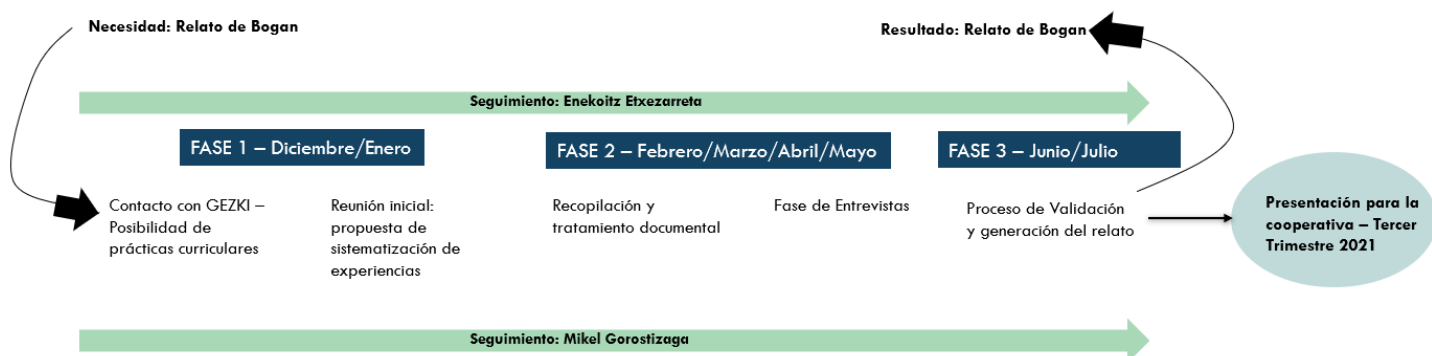 Necesidad: Relato de Bogan
Resultado: Relato de Bogan
Seguimiento: Enekoitz Etxezarreta
FASE 1 – Diciembre/Enero
FASE 2 – Febrero/Marzo/Abril/Mayo
FASE 3 – Junio/Julio
Contacto con GEZKI –
Posibilidad de
prácticas curriculares
Reunión inicial:
propuesta de
sistematización de
experiencias
Recopilación y
tratamiento documental
Fase de Entrevistas
Proceso de Validación
y generación del relato
Presentación para la
cooperativa – Tercer
Trimestre 2021
Seguimiento: Mikel Gorostizaga